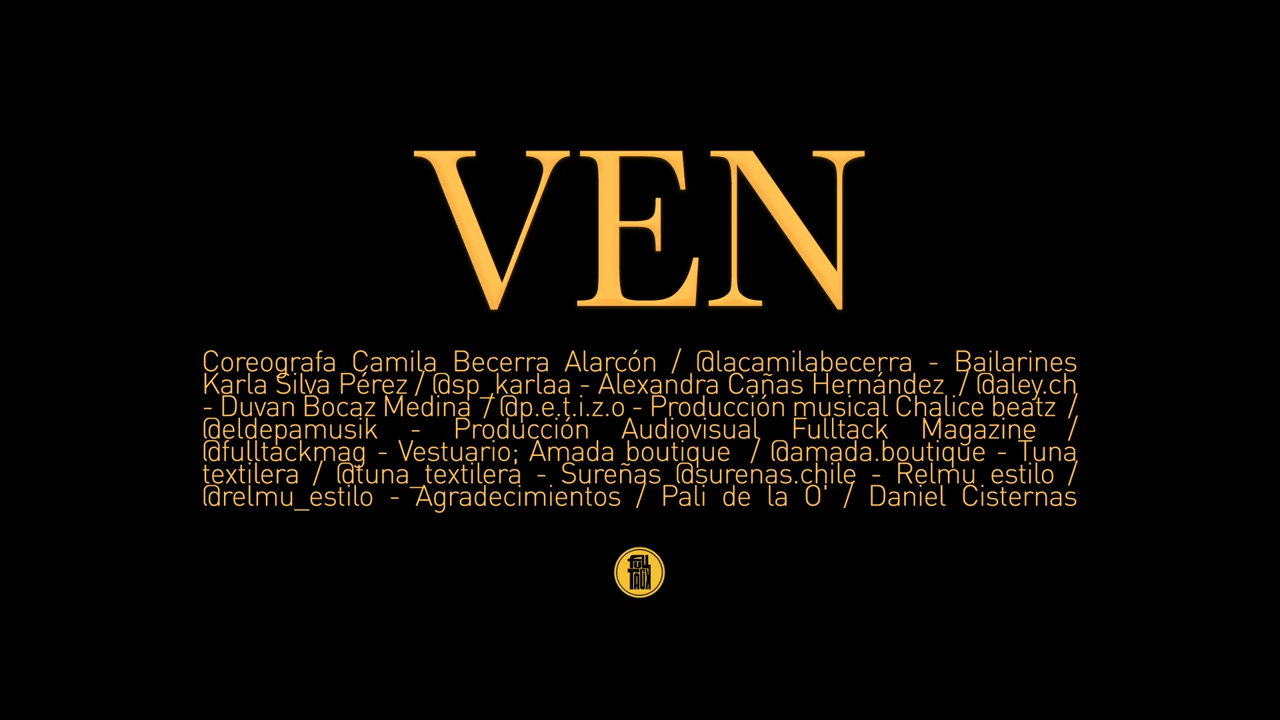 VEN
Coreografa Camila Becerra Alarcón / @lacamilabecerra - Bailarines
Karla Silva Pérez / @sp_karlaa - Alexandra Cañas Hernández / @aley.ch
- Duvan Bocaz Medina / @p.e.t.i.z.o - Producción musical Chalice beatz /
@eldepamusik - Producción Audiovisual Fulltack Magazine /
@fulltackmag - Vestuario; Amada boutique / @amada.boutique - Tuna
textilera / @tuna_textilera - Sureñas @surenas.chile - Relmu estilo /
@relmu_estilo - Agradecimientos / Pali de la O' / Daniel Cisternas
Full
Tack